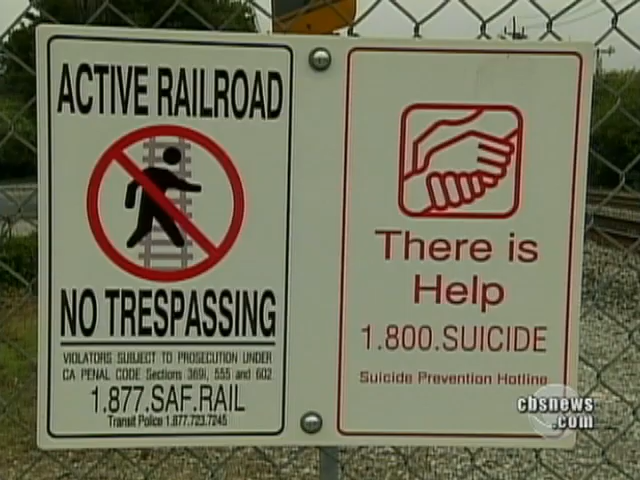 ACTIVE RAILROAD
NO TRESPASSING
VIOLATORS SUBJECT TO PROSECUTION UNDER
CA PENAL CODE Sections 369i, 555 and 602
1.877.SAF.RAIL
Transit Police 1.877.723.7245
There is
Help
1.800.SUICIDE
Suicide Prevention Hotline
cbsnews
.com